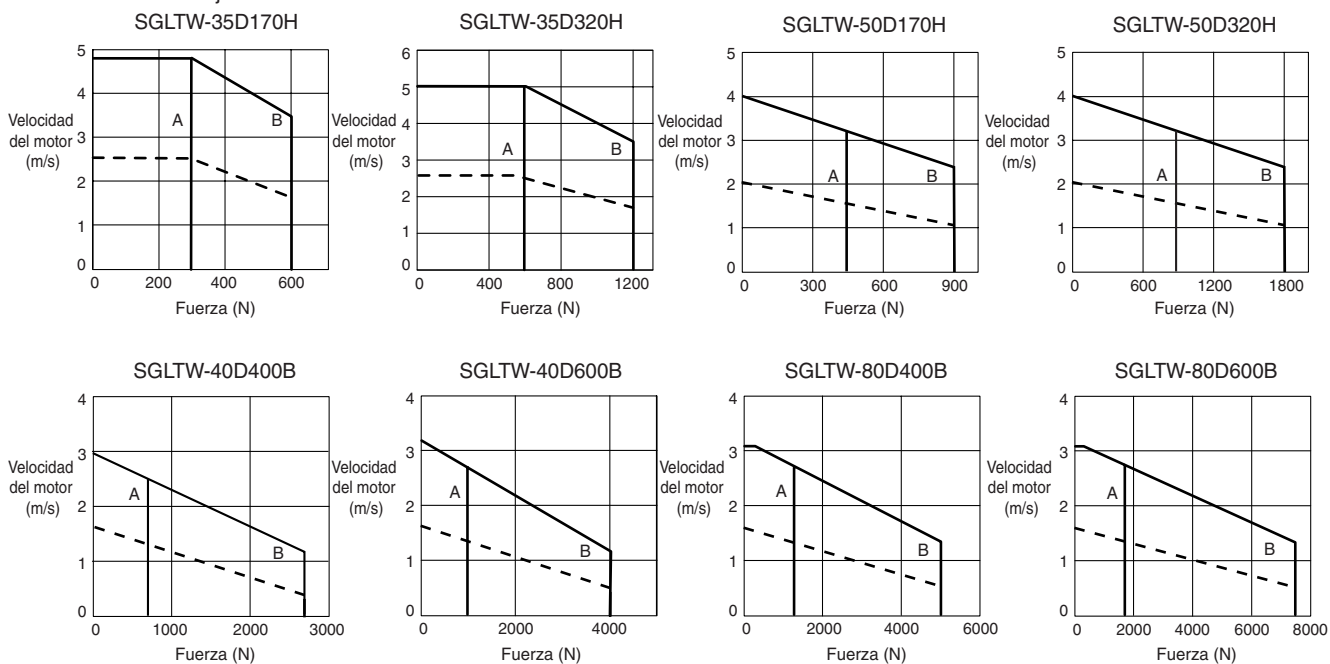 SGLTW-35D170H
5
4
Velocidad
del motor
(m/s)
3
2
1
0
A
B
0 200 400 600
Fuerza (N)
SGLTW-35D320H
6
5
4
Velocidad
del motor
(m/s)
3
2
1
0
A
B
0 400 800 1200
Fuerza (N)
SGLTW-50D170H
5
4
Velocidad
del motor
(m/s)
3
2
1
0
A
B
0 300 600 900
Fuerza (N)
SGLTW-50D320H
5
4
Velocidad
del motor
(m/s)
3
2
1
0
A
B
0 600 1200 1800
Fuerza (N)
SGLTW-40D400B
4
3
Velocidad
del motor
(m/s)
2
1
0
A
B
0 1000 2000 3000
Fuerza (N)
SGLTW-40D600B
4
3
Velocidad
del motor
(m/s)
2
1
0
A
B
0 2000 4000
Fuerza (N)
SGLTW-80D400B
4
3
Velocidad
del motor
(m/s)
2
1
0
A
B
0 2000 4000 6000
Fuerza (N)
SGLTW-80D600B
4
3
Velocidad
del motor
(m/s)
2
1
0
A
B
0 2000 4000 6000 8000
Fuerza (N)